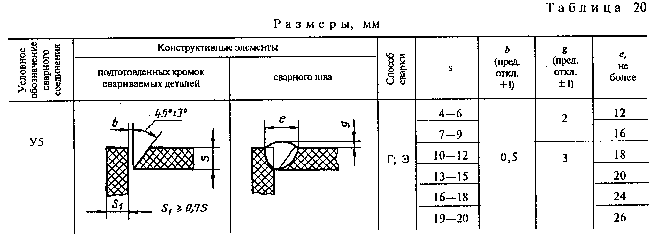 Таблица 20
Размеры, мм
Условное обозначение сварного соединения
Конструктивные элементы
подготовленных кромок свариваемых деталей
сварного шва
Способ сварки
s
b (пред. откл. +1)
g (пред. откл. ±1)
e, не более
У5
b
45°±3°
S
S₁
S₁ ≥ 0,7S
e
g
Г; Э
4—6
7—9
10—12
13—15
16—18
19—20
0,5
2
3
12
16
18
20
24
26